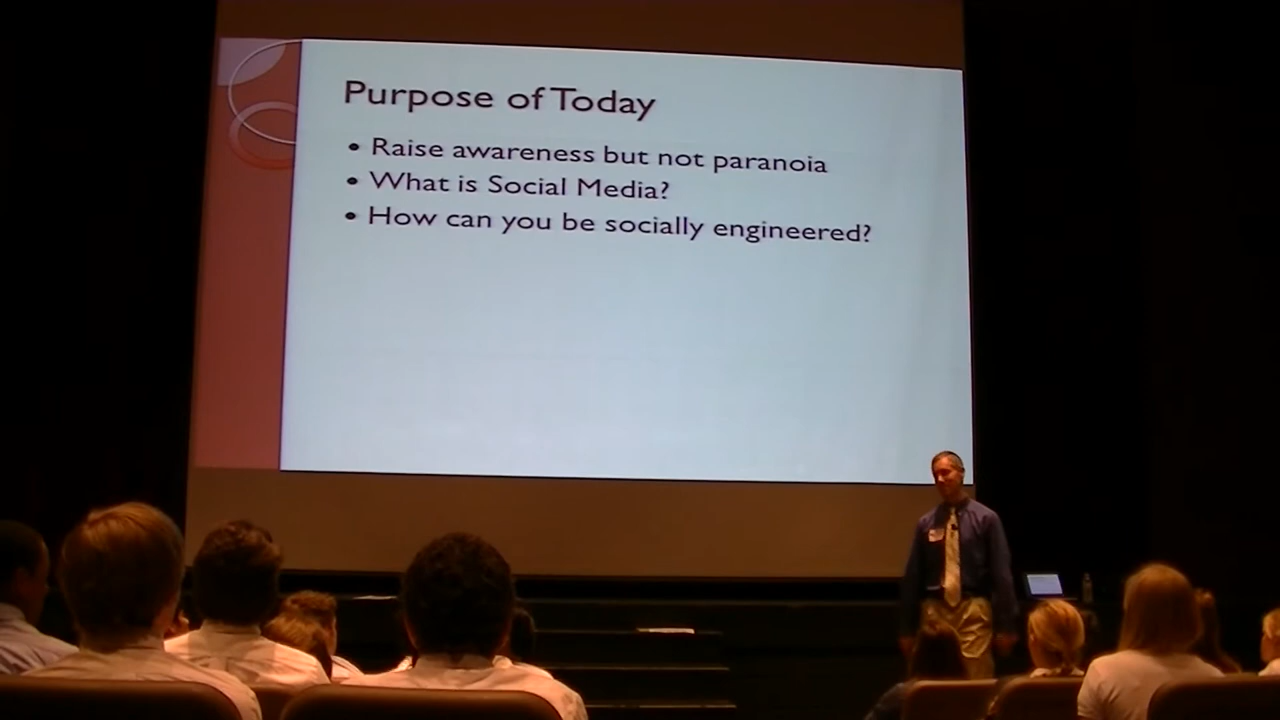 Purpose of Today
• Raise awareness but not paranoia
• What is Social Media?
• How can you be socially engineered?